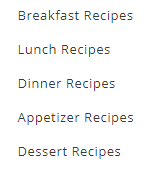 Breakfast Recipes
Lunch Recipes
Dinner Recipes
Appetizer Recipes
Dessert Recipes